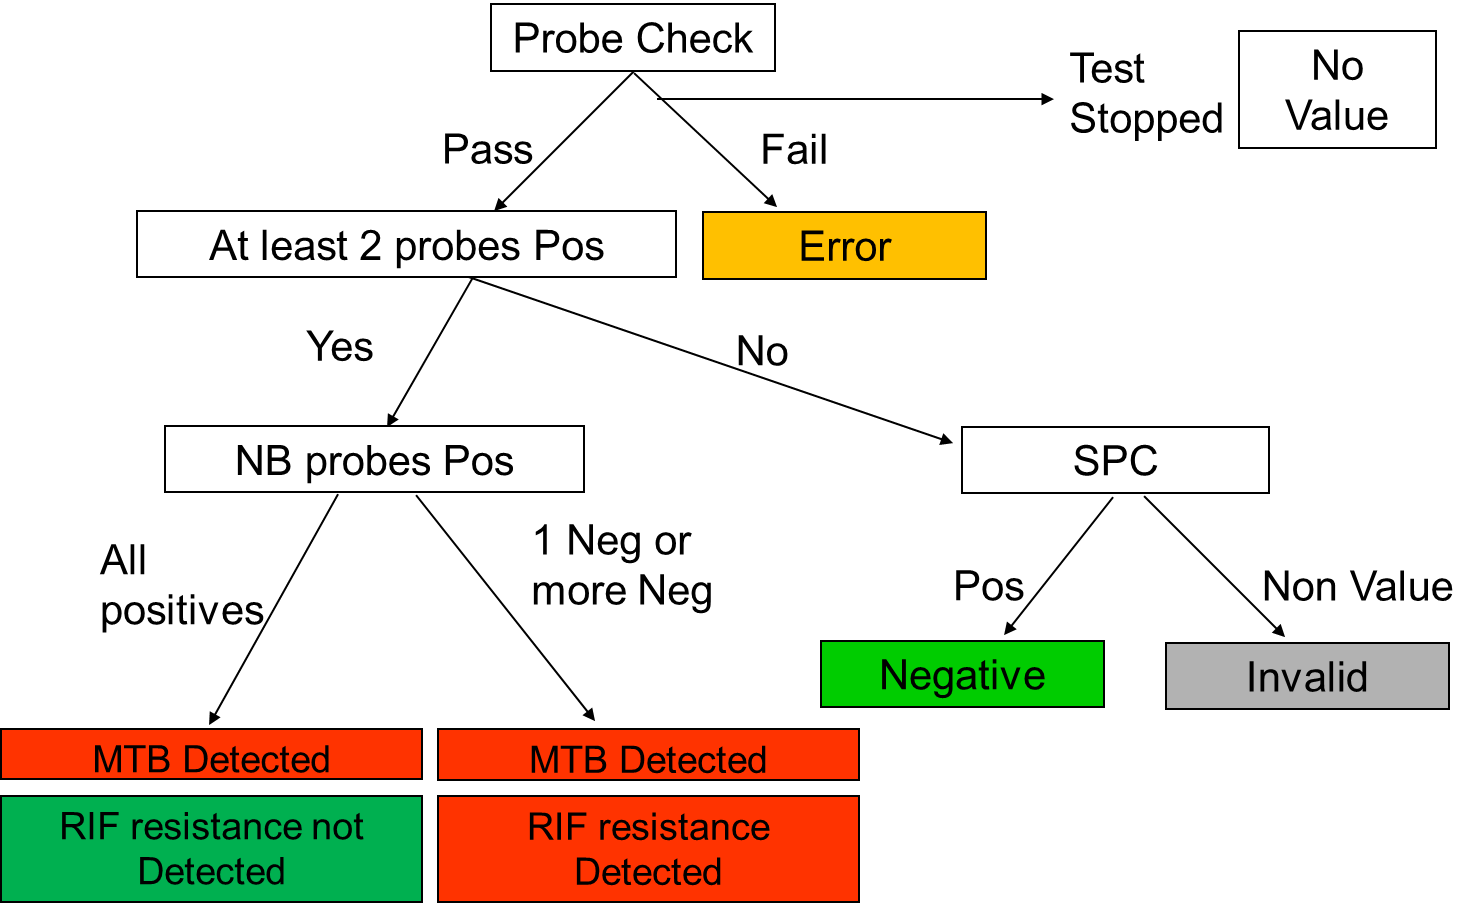 Probe Check
Test
Stopped
No
Value
Pass
Fail
At least 2 probes Pos
Error
Yes
No
NB probes Pos
SPC
All
positives
1 Neg or
more Neg
Pos
Non Value
Negative
Invalid
MTB Detected
MTB Detected
RIF resistance not
Detected
RIF resistance
Detected